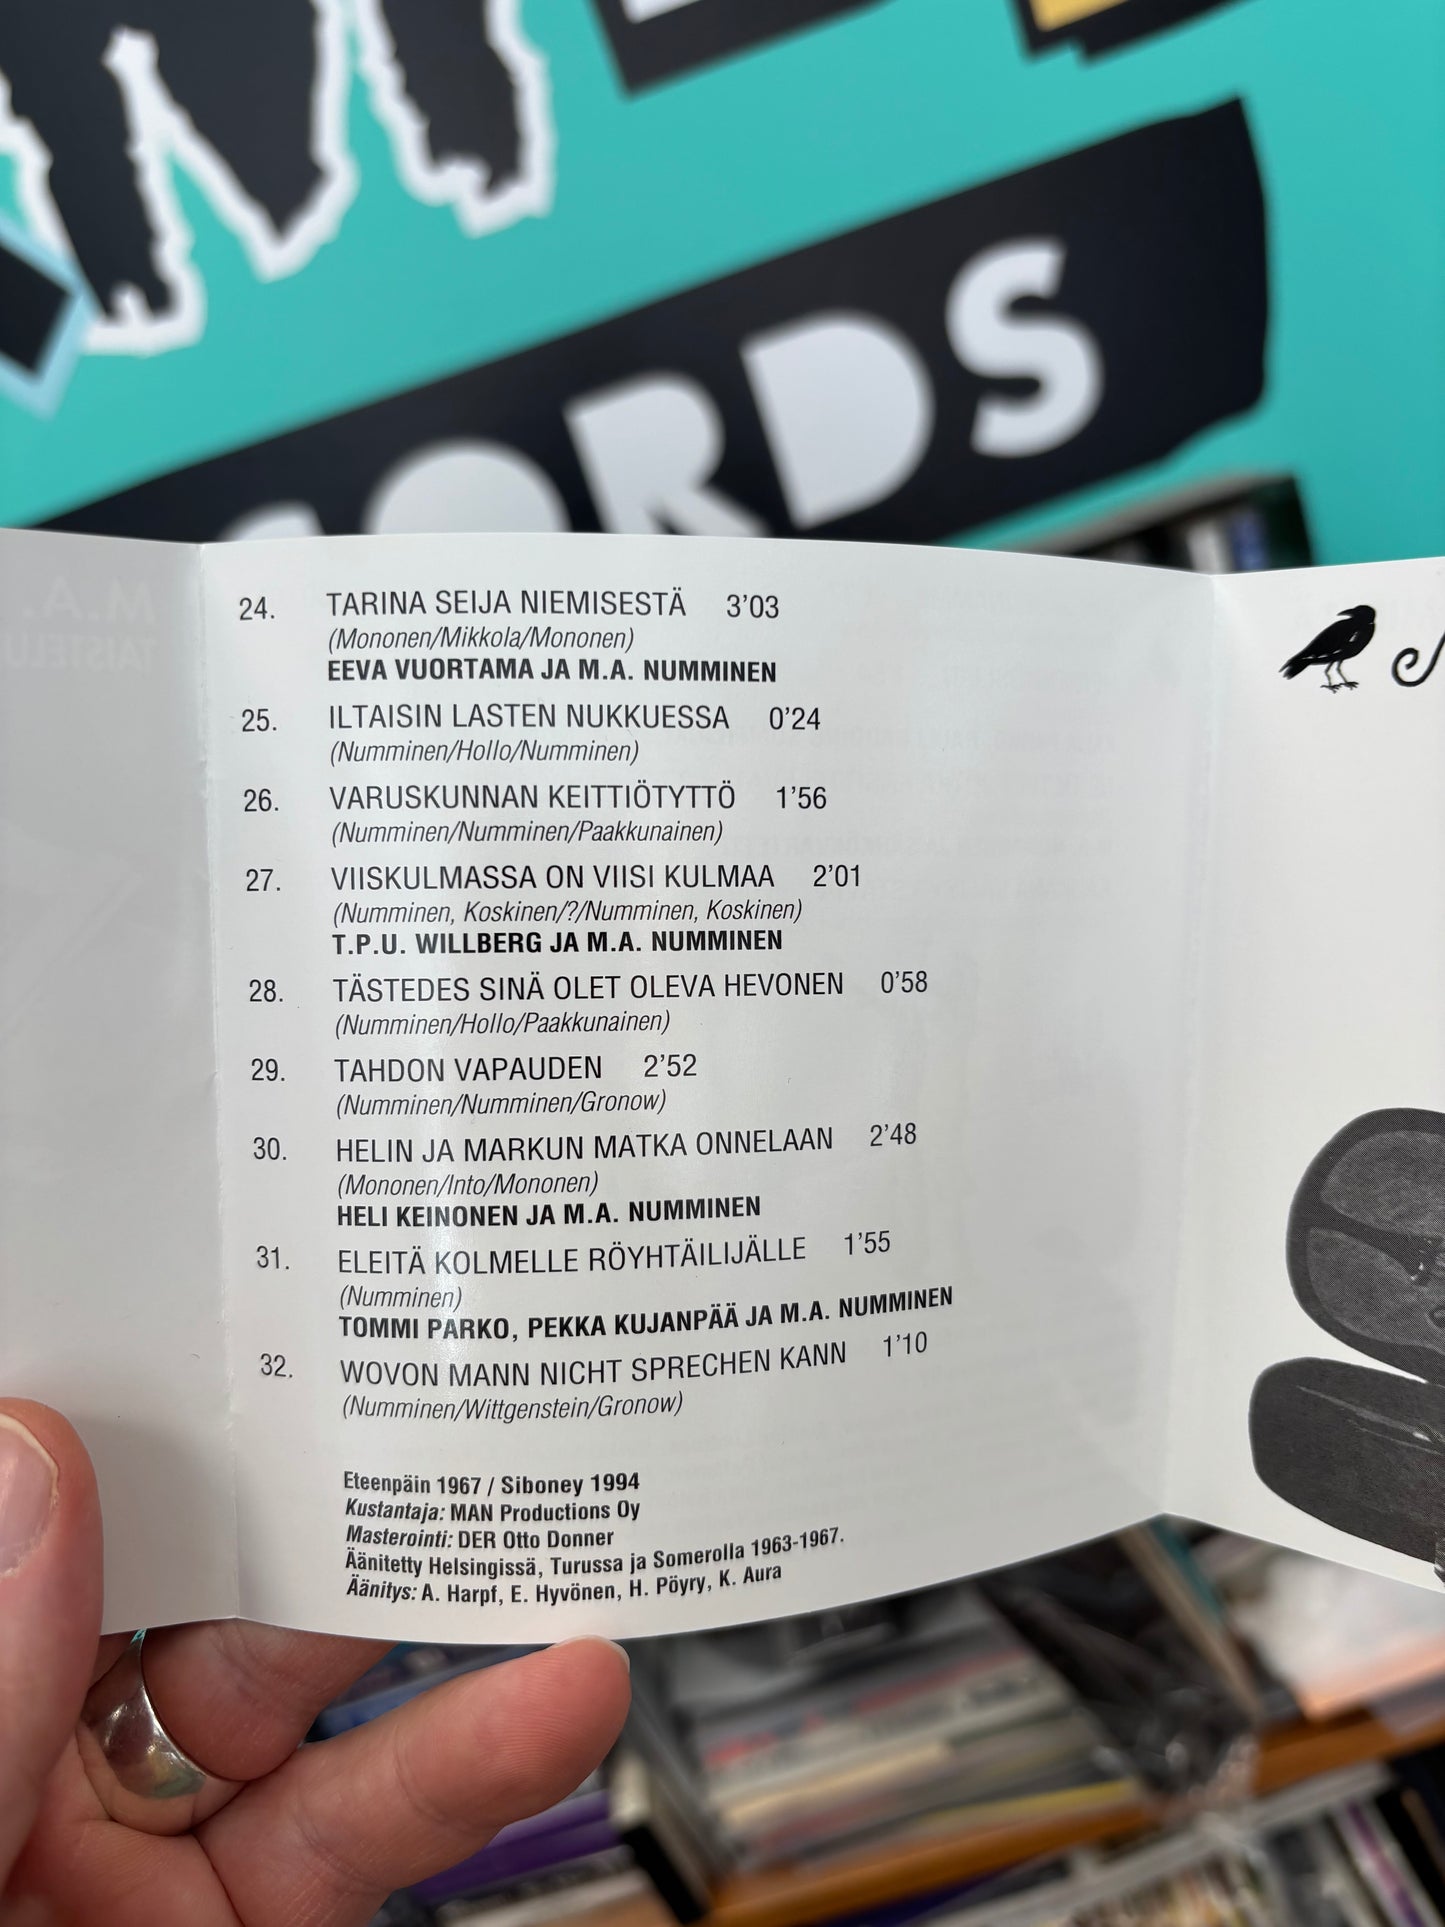 ORDS
24. TARINA SEIJA NIEMISESTÄ 3’03
(Mononen/Mikkola/Mononen)
EEVA VUORTAMA JA M.A. NUMMINEN
25. ILTAISIN LASTEN NUKKUESSA 0’24
(Numminen/Hollo/Numminen)
26. VARUSKUNNAN KEITTIÖTYTTÖ 1’56
(Numminen/Numminen/Paakkunainen)
27. VIISKULMASSA ON VIISI KULMAA 2’01
(Numminen, Koskinen/?/Numminen, Koskinen)
T.P.U. WILLBERG JA M.A. NUMMINEN
28. TÄSTEDES SINÄ OLET OLEVA HEVONEN 0’58
(Numminen/Hollo/Paakkunainen)
29. TAHDON VAPAUDEN 2’52
(Numminen/Numminen/Gronow)
30. HELIN JA MARKUN MATKA ONNELAAN 2’48
(Mononen/Into/Mononen)
HELI KEINONEN JA M.A. NUMMINEN
31. ELEITÄ KOLMELLE RÖYHTÄILIJÄLLE 1’55
(Numminen)
TOMMI PARKO, PEKKA KUJANPÄÄ JA M.A. NUMMINEN
32. WOVON MANN NICHT SPRECHEN KANN 1’10
(Numminen/Wittgenstein/Gronow)
Eteenpäin 1967 / Siboney 1994
Kustantaja: MAN Productions Oy
Masterointi: DER Otto Donner
Äänitetty Helsingissä, Turussa ja Somerolla 1963-1967.
Äänitys: A. Harpf, E. Hyvönen, H. Pöyry, K. Aura